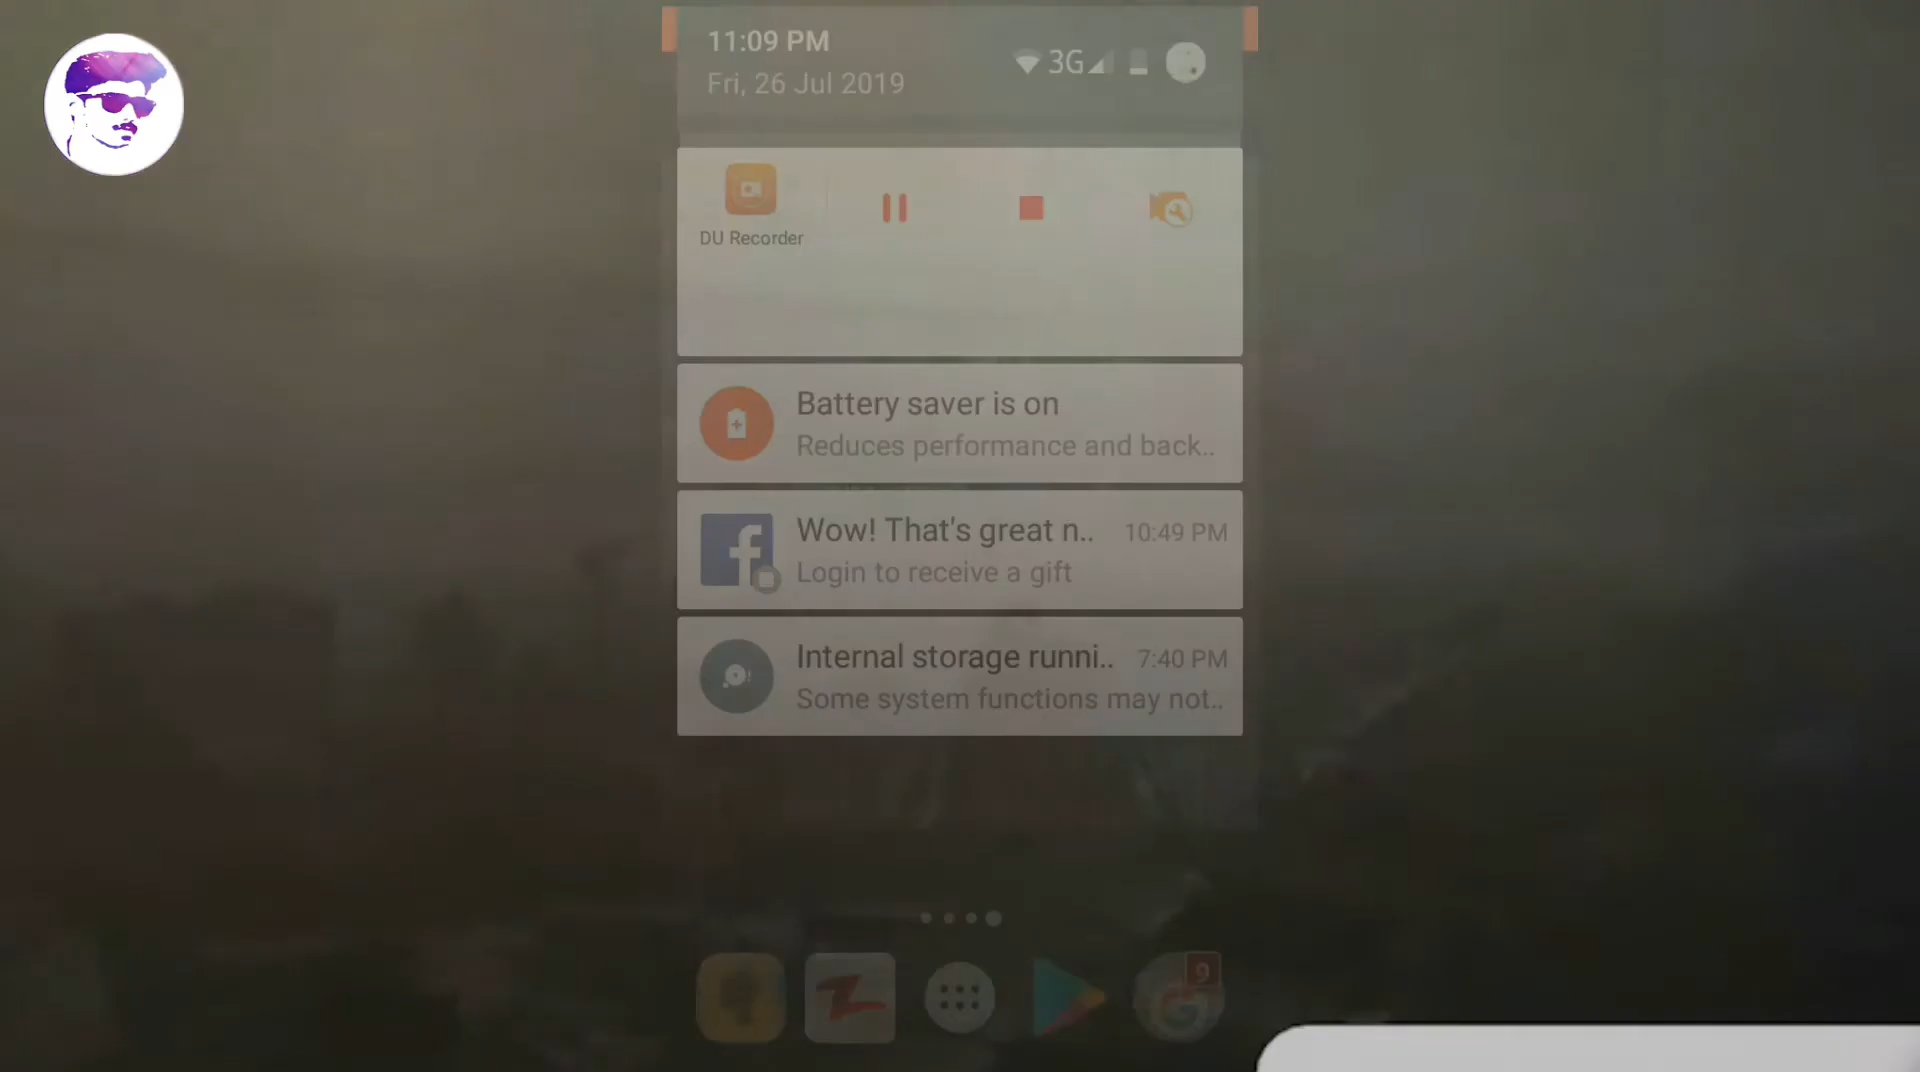 11:09 PM
3G
Fri, 26 Jul 2019
DU Recorder
Battery saver is on
Reduces performance and back..
Wow! That's great n.. 10:49 PM
Login to receive a gift
Internal storage runni.. 7:40 PM
Some system functions may not..
9